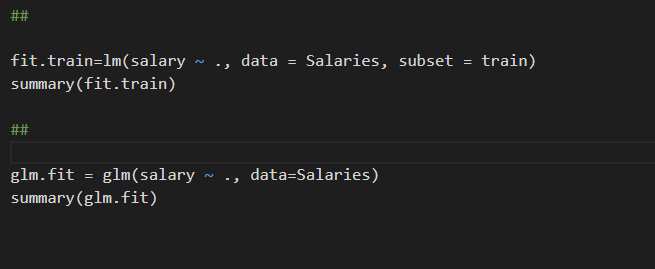 ##
fit.train=lm(salary ~ ., data = Salaries, subset = train)
summary(fit.train)
##
glm.fit = glm(salary ~ ., data=Salaries)
summary(glm.fit)